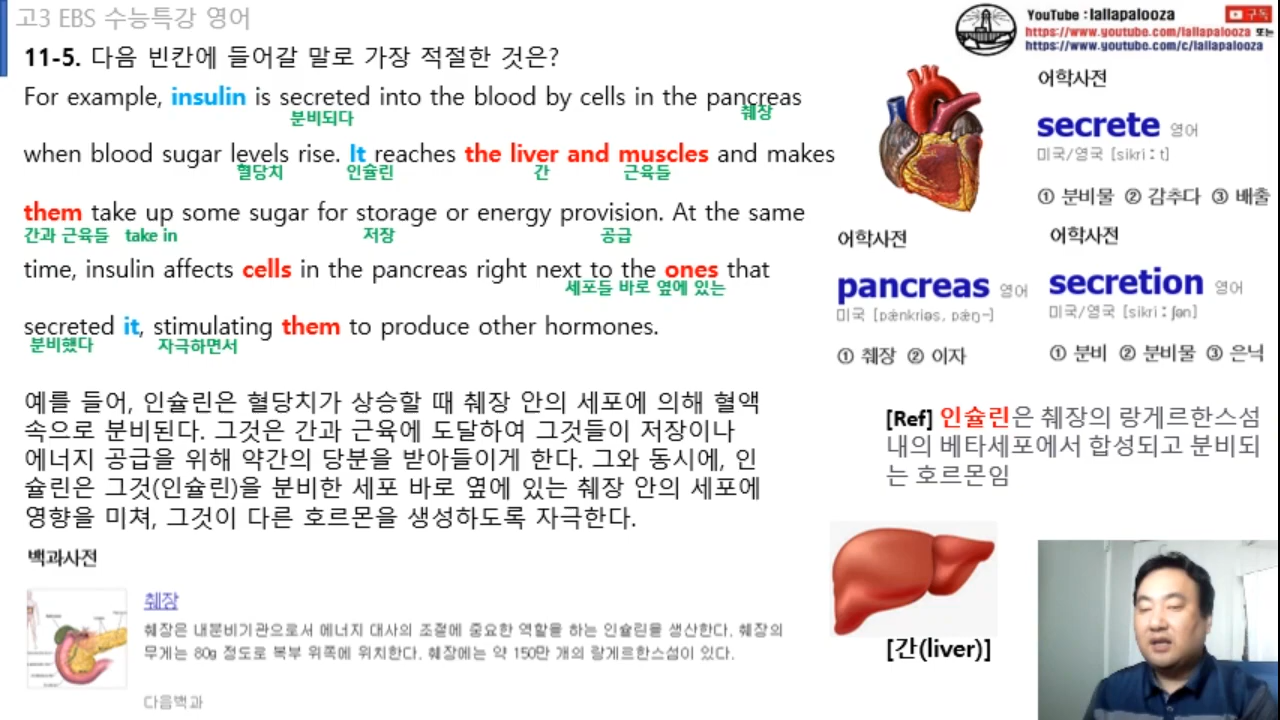 고3 EBS 수능특강 영어
YouTube : lallapalooza
구독
https://www.youtube.com/lallapalooza 또는
https://www.youtube.com/c/lallapalooza
11-5. 다음 빈칸에 들어갈 말로 가장 적절한 것은?
For example, insulin is secreted into the blood by cells in the pancreas
분비되다 췌장
when blood sugar levels rise. It reaches the liver and muscles and makes
혈당치 인슐린 간 근육들
them take up some sugar for storage or energy provision. At the same
간과 근육들 take in 저장 공급
time, insulin affects cells in the pancreas right next to the ones that
세포들 바로 옆에 있는
secreted it, stimulating them to produce other hormones.
분비했다 자극하면서
어학사전
secrete 영어
미국/영국 [sikríːt]
① 분비물 ② 감추다 ③ 배출
어학사전
pancreas 영어
미국 [pǽnkriəs, pǽŋ-]
① 췌장 ② 이자
어학사전
secretion 영어
미국/영국 [sikríːʃən]
① 분비 ② 분비물 ③ 은닉
예를 들어, 인슐린은 혈당치가 상승할 때 췌장 안의 세포에 의해 혈액
속으로 분비된다. 그것은 간과 근육에 도달하여 그것들이 저장이나
에너지 공급을 위해 약간의 당분을 받아들이게 한다. 그와 동시에, 인
슐린은 그것(인슐린)을 분비한 세포 바로 옆에 있는 췌장 안의 세포에
영향을 미쳐, 그것이 다른 호르몬을 생성하도록 자극한다.
[Ref] 인슐린은 췌장의 랑게르한스섬
내의 베타세포에서 합성되고 분비되
는 호르몬임
백과사전
췌장
췌장은 내분비기관으로서 에너지 대사의 조절에 중요한 역할을 하는 인슐린을 생산한다. 췌장의
무게는 80g 정도로 복부 위쪽에 위치한다. 췌장에는 약 150만 개의 랑게르한스섬이 있다.
다음백과
[간(liver)]